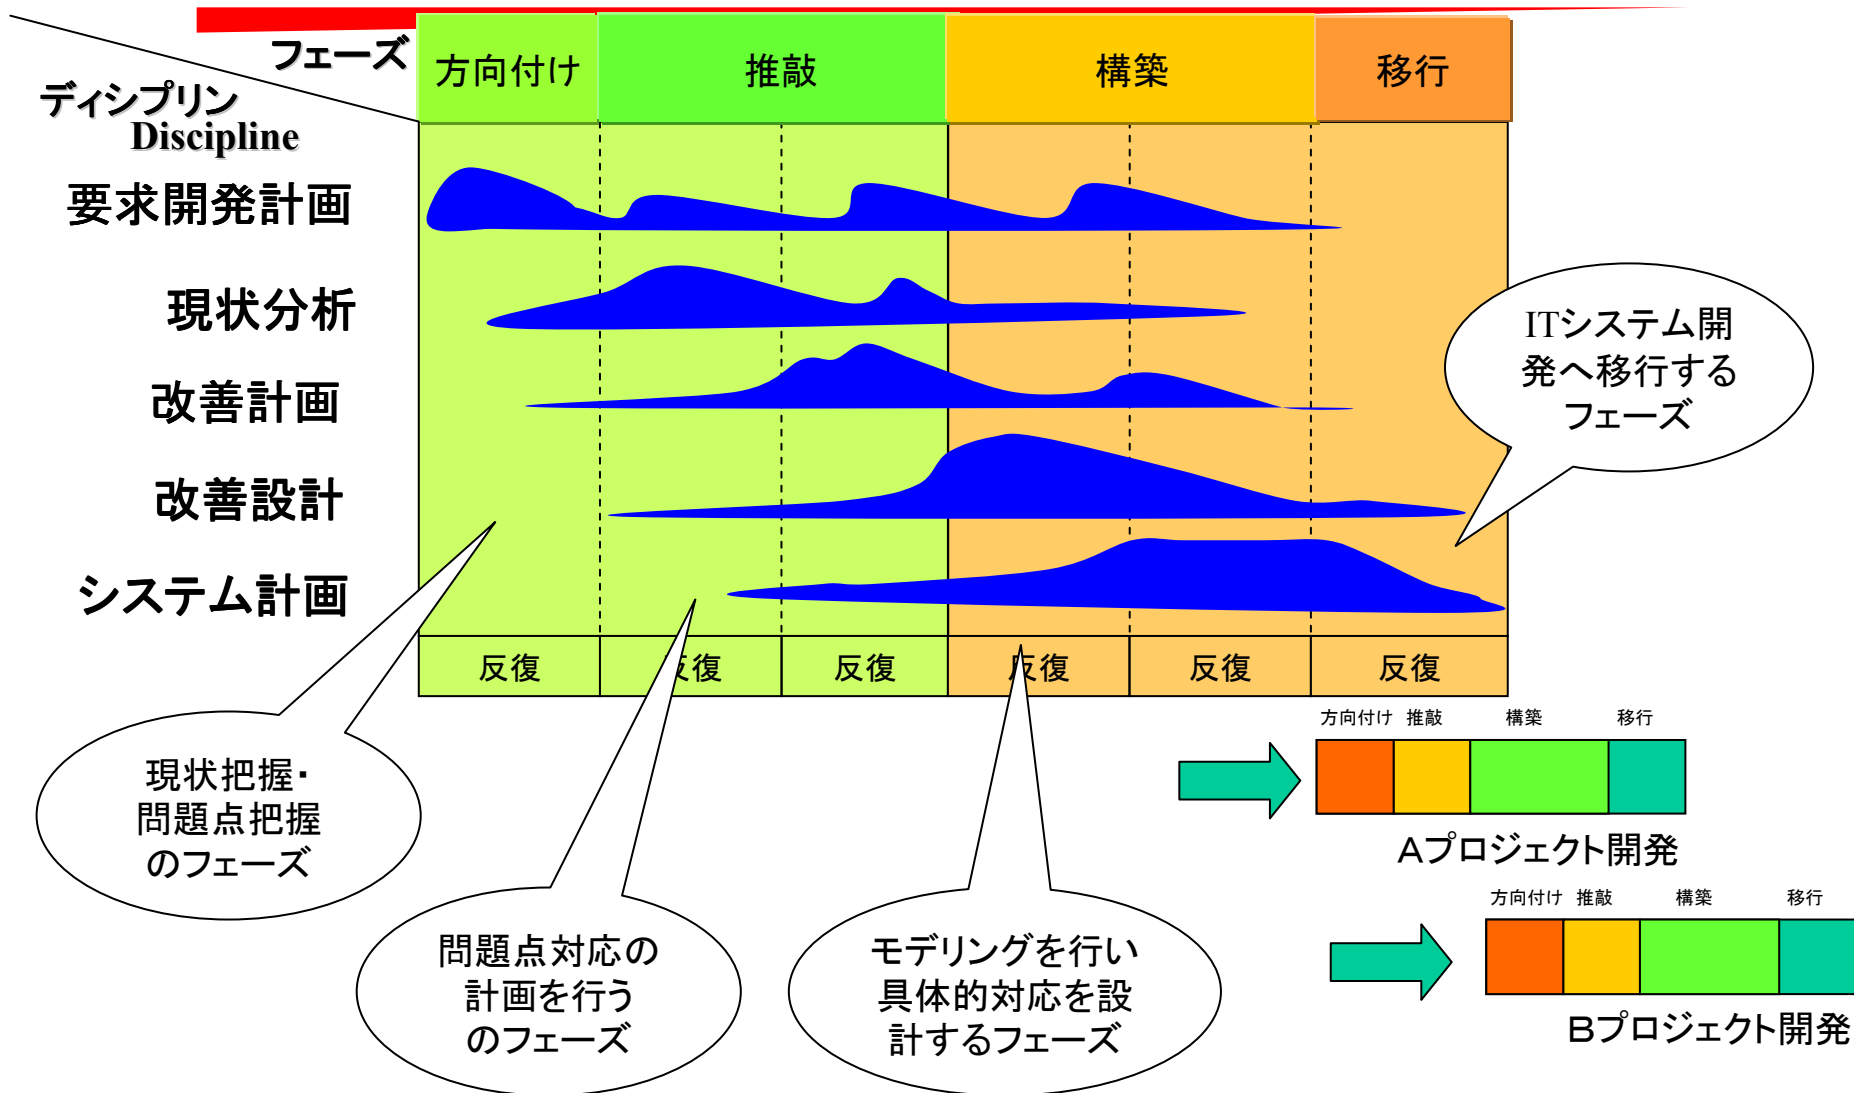 フェーズ
方向付け
推敲
構築
移行
ディシプリン
Discipline
要求開発計画
現状分析
改善計画
改善設計
システム計画
ITシステム開
発へ移行する
フェーズ
反復
反復
反復
反復
反復
反復
現状把握・
問題点把握
のフェーズ
問題点対応の
計画を行う
のフェーズ
モデリングを行い
具体的対応を設
計するフェーズ
方向付け 推敲 構築 移行
Aプロジェクト開発
方向付け 推敲 構築 移行
Bプロジェクト開発